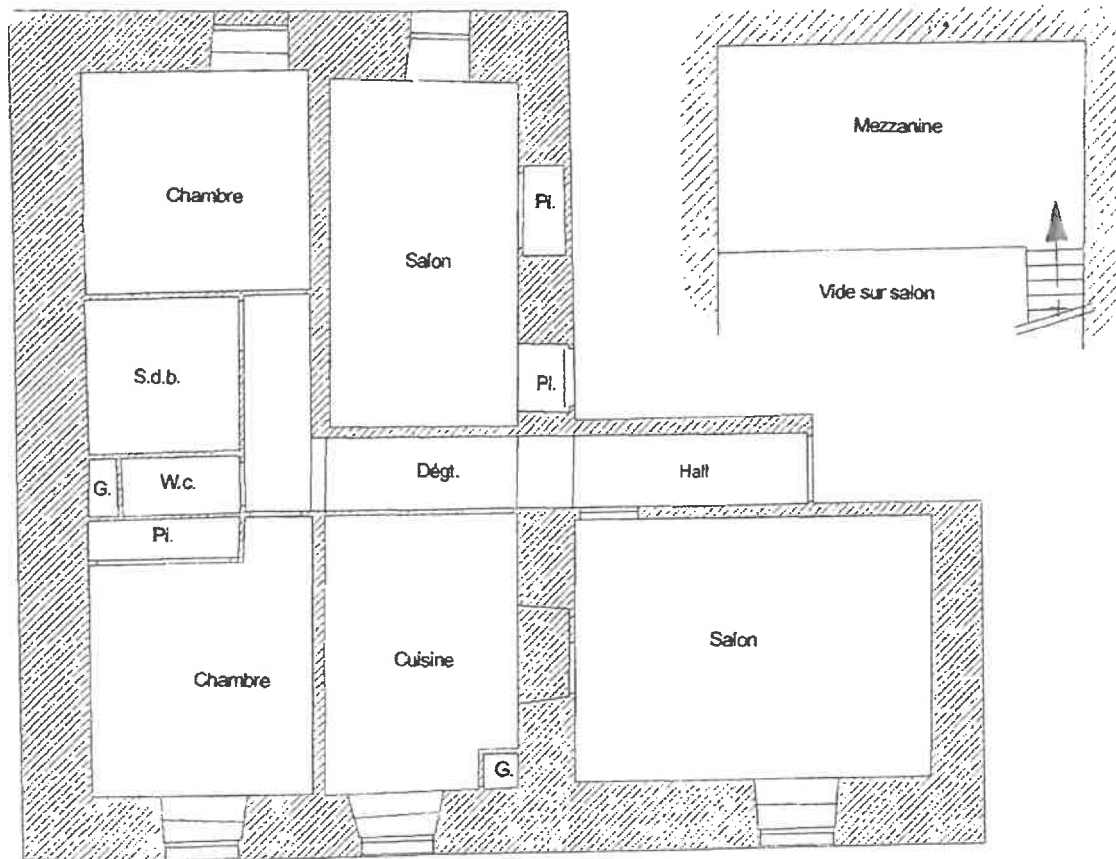 Mezzanine
Chambre
Pl.
Salon
Vide sur salon
S.d.b.
Pl.
Dégt.
Hall
G.
W.c.
Pl.
Salon
Cuisine
Chambre
G.